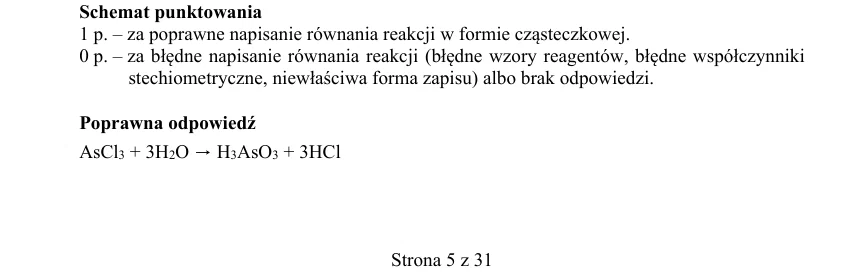 Schemat punktowania
1 p. – za poprawne napisanie równania reakcji w formie cząsteczkowej.
0 p. – za błędne napisanie równania reakcji (błędne wzory reagentów, błędne współczynniki
stechiometryczne, niewłaściwa forma zapisu) albo brak odpowiedzi.
Poprawna odpowiedź
AsCl₃ + 3H₂O → H₃AsO₃ + 3HCl
Strona 5 z 31